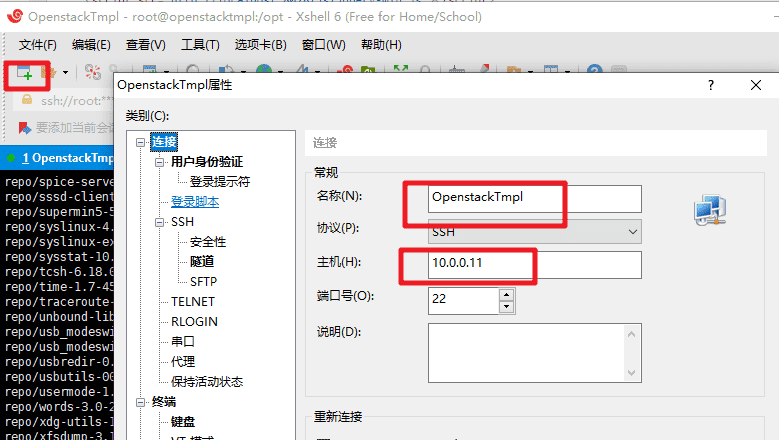 OpenstackTmpl - root@openstacktmpl:/opt - Xshell 6 (Free for Home/School)
文件(F) 编辑(E) 查看(V) 工具(T) 选项卡(B) 窗口(W) 帮助(H)
ssh://root:**
要添加当前会
1 OpenstackTmp
OpenstackTmpl属性
?
类别(C):
连接
用户身份验证
登录提示符
登录脚本
SSH
安全性
隧道
SFTP
TELNET
RLOGIN
串口
代理
保持活动状态
终端
键盘
VT 模式
连接
常规
名称(N):
OpenstackTmpl
协议(P):
SSH
主机(H):
10.0.0.11
端口号(O):
22
说明(D):
重新连接
repo/spice-serve
repo/sssd-client
repo/supermin5-5
repo/syslinux-4.
repo/syslinux-ex
repo/sysstat-10.
repo/tcsh-6.18.0
repo/time-1.7-45
repo/traceroute-
repo/unbound-lib
repo/usb_modeswi
repo/usb_modeswi
repo/usbredir-0.
repo/usbutils-00
repo/usermode-1.
repo/words-3.0-2
repo/xdg-utils-1
repo/xfsdump-3.1